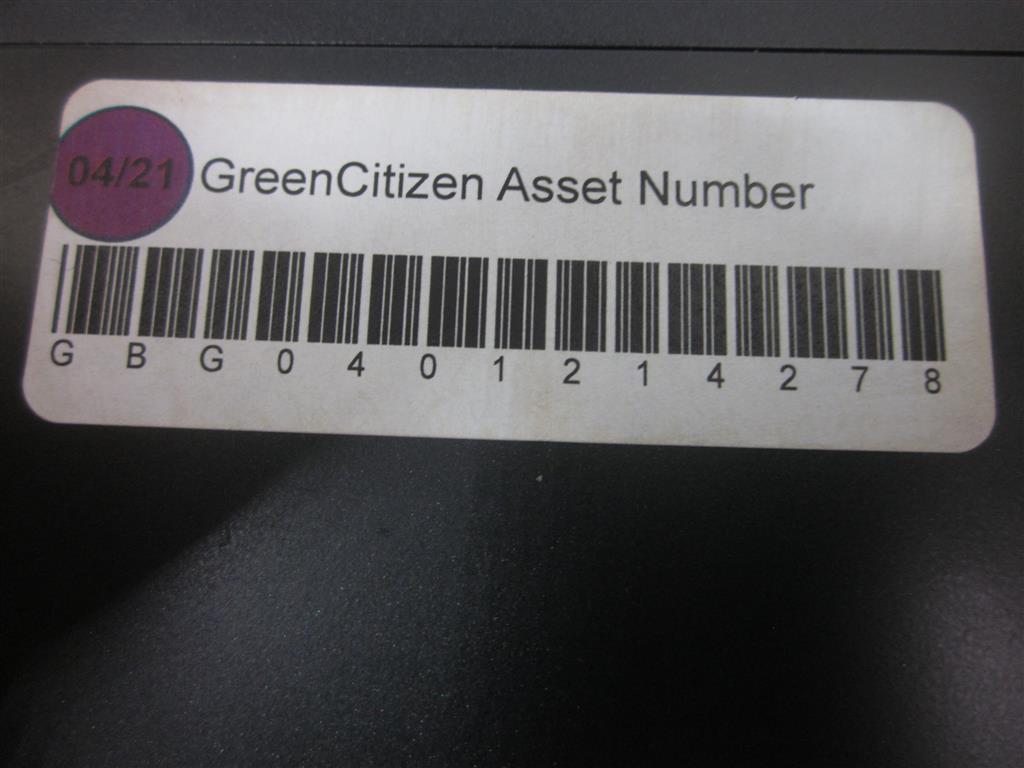 04/21 GreenCitizen Asset Number
G B G 0 4 0 1 2 1 4 2 7 8